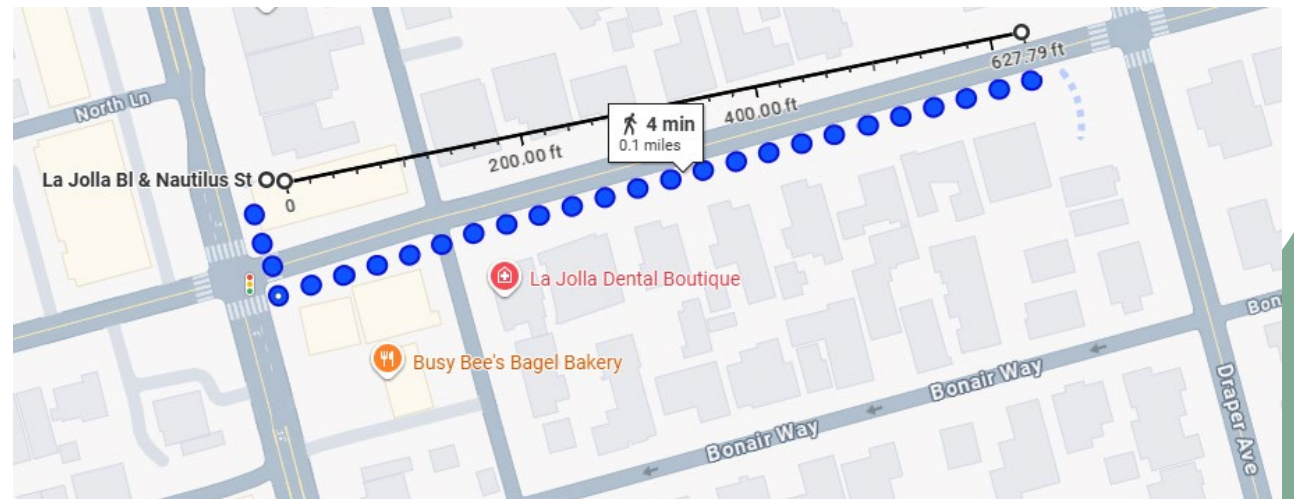 North Ln
627.79 ft
400.00 ft
4 min
0.1 miles
200.00 ft
La Jolla Bl & Nautilus St
0
La Jolla Dental Boutique
Bon
Busy Bee's Bagel Bakery
Bonair Way
Bonair Way
Draper Ave